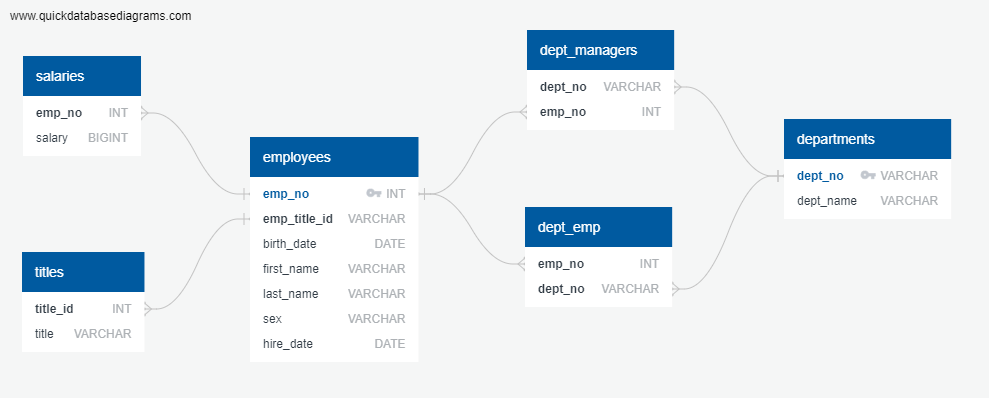 www.quickdatabasediagrams.com
salaries
emp_no INT
salary BIGINT
titles
title_id INT
title VARCHAR
employees
emp_no INT
emp_title_id VARCHAR
birth_date DATE
first_name VARCHAR
last_name VARCHAR
sex VARCHAR
hire_date DATE
dept_managers
dept_no VARCHAR
emp_no INT
dept_emp
emp_no INT
dept_no VARCHAR
departments
dept_no VARCHAR
dept_name VARCHAR